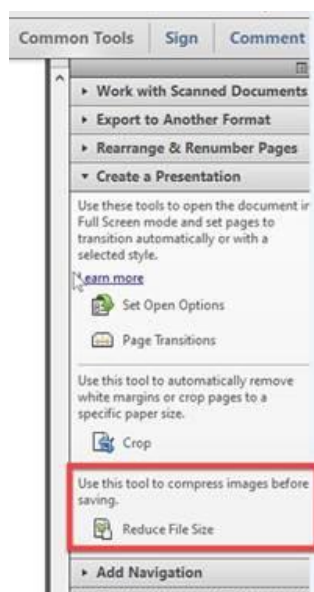 Common Tools Sign Comment
Work with Scanned Documents
Export to Another Format
Rearrange & Renumber Pages
Create a Presentation
Use these tools to open the document in
Full Screen mode and set pages to
transition automatically or with a
selected style.
Learn more
Set Open Options
Page Transitions
Use this tool to automatically remove
white margins or crop pages to a
specific paper size.
Crop
Use this tool to compress images before
saving.
Reduce File Size
Add Navigation